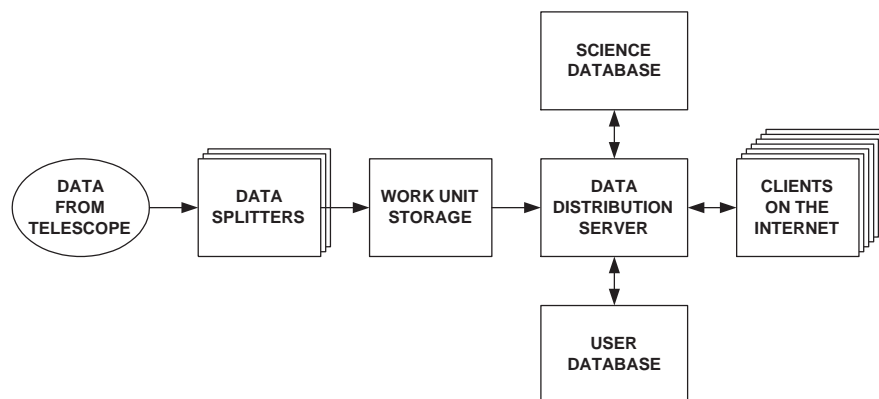 SCIENCE
DATABASE
DATA
FROM
TELESCOPE
DATA
SPLITTERS
WORK UNIT
STORAGE
DATA
DISTRIBUTION
SERVER
CLIENTS
ON THE
INTERNET
USER
DATABASE